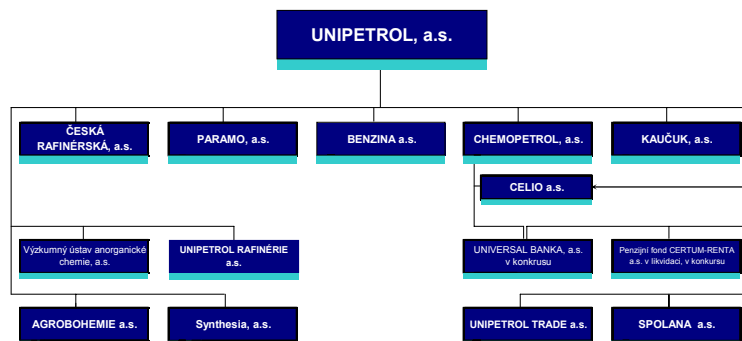 UNIPETROL, a.s.
ČESKÁ
RAFINÉRSKÁ, a.s.
PARAMO, a.s.
BENZINA a.s.
CHEMOPETROL, a.s.
KAUČUK, a.s.
CELIO a.s.
Výzkumný ústav anorganické
chemie, a.s.
UNIPETROL RAFINÉRIE
a.s.
UNIVERSAL BANKA, a.s.
v konkrusu
Penzijní fond CERTUM-RENTA
a.s. v likvidaci, v konkursu
AGROBOHEMIE a.s.
Synthesia, a.s.
UNIPETROL TRADE a.s.
SPOLANA a.s.